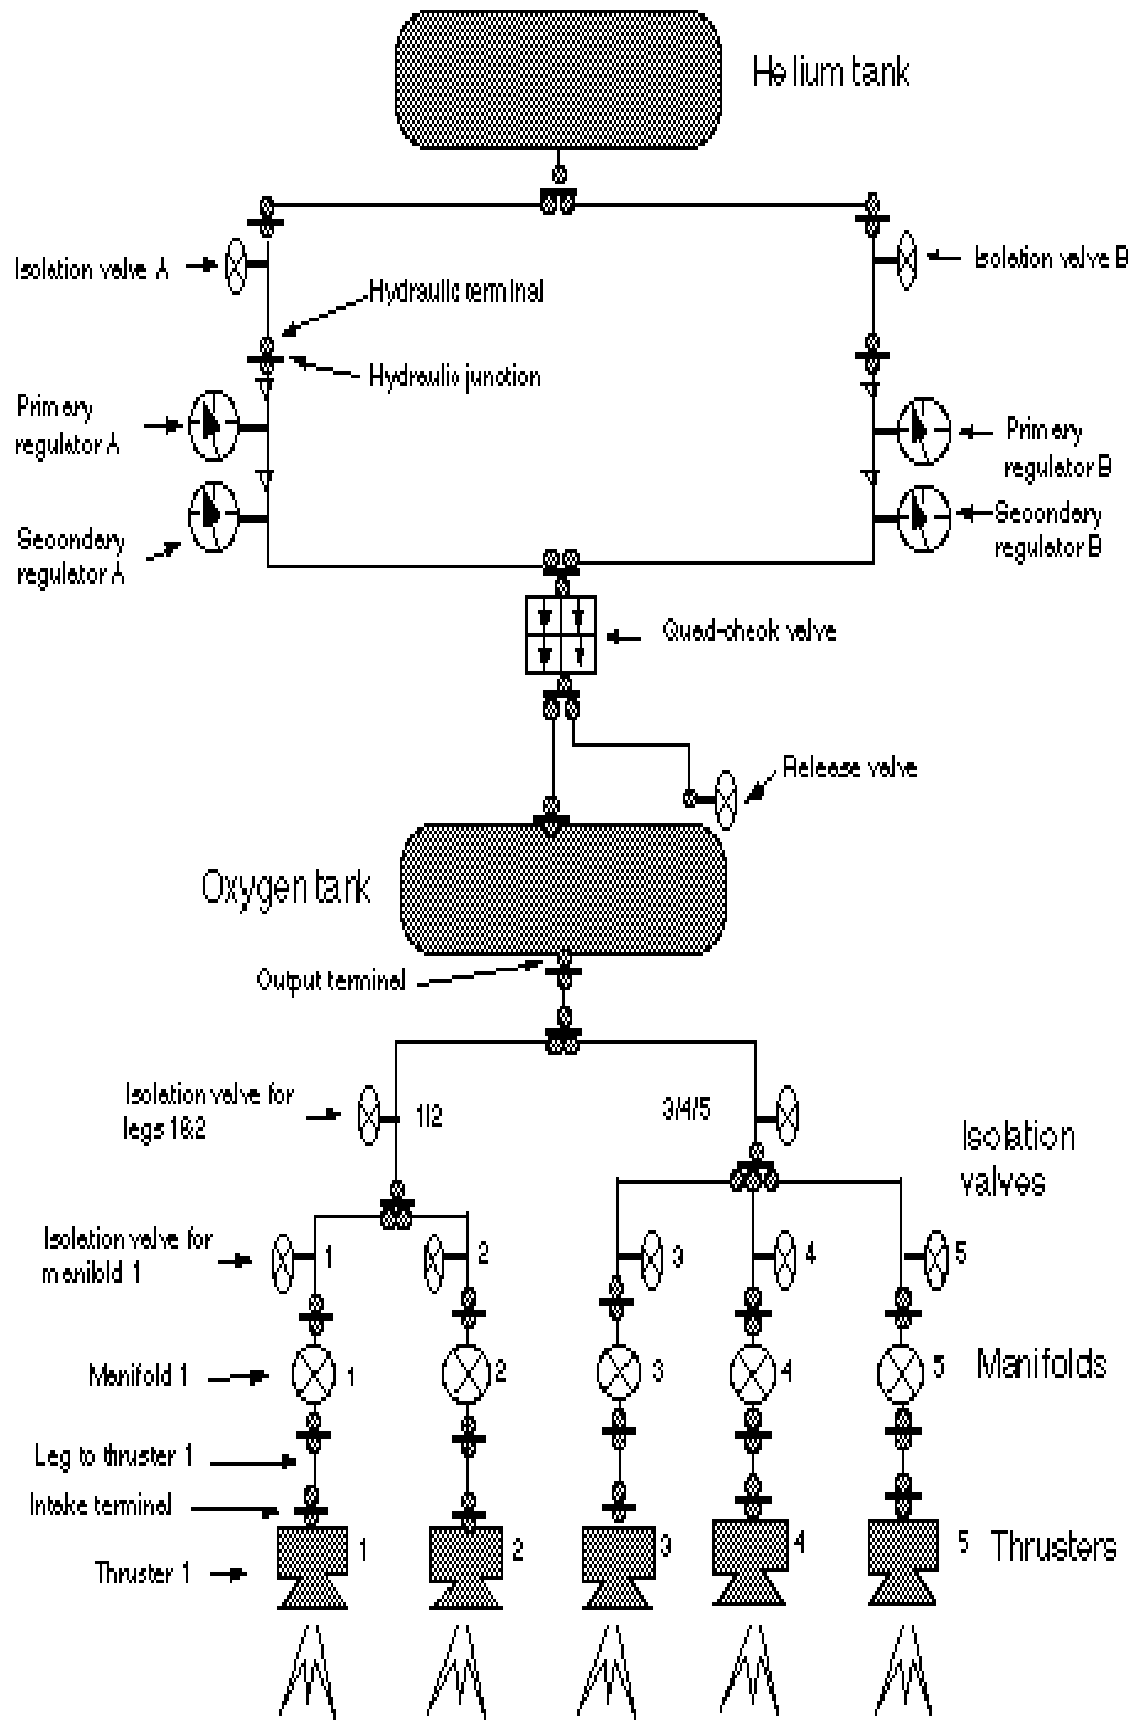 Helium tank
Isolation valve A
Isolation valve B
Hydraulic terminal
Hydraulic junction
Primary
regulator A
Primary
regulator B
Secondary
regulator A
Secondary
regulator B
Quad-check valve
Release valve
Oxygen tank
Output terminal
Isolation valve for
legs 1&2
1/2
3/4/5
Isolation
valves
Isolation valve for
manifold 1
1
2
3
4
5
Manifold 1
1
2
3
4
5
Manifolds
Leg to thruster 1
Intake terminal
Thruster 1
1
2
3
4
5
Thrusters